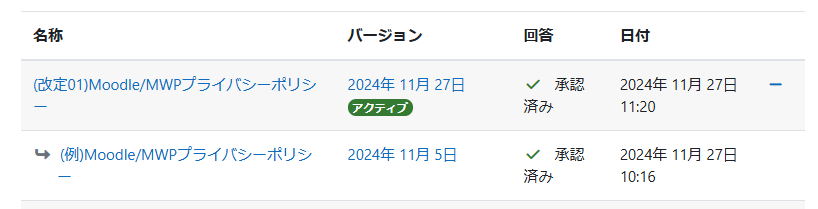 名称 バージョン 回答 日付
(改定01)Moodle/MWPプライバシーポリシ 2024年 11月 27日 承認 2024年 11月 27日
ー アクティブ 済み 11:20
(例)Moodle/MWPプライバシーポリシ 2024年 11月 5日 承認 2024年 11月 27日
ー 済み 10:16